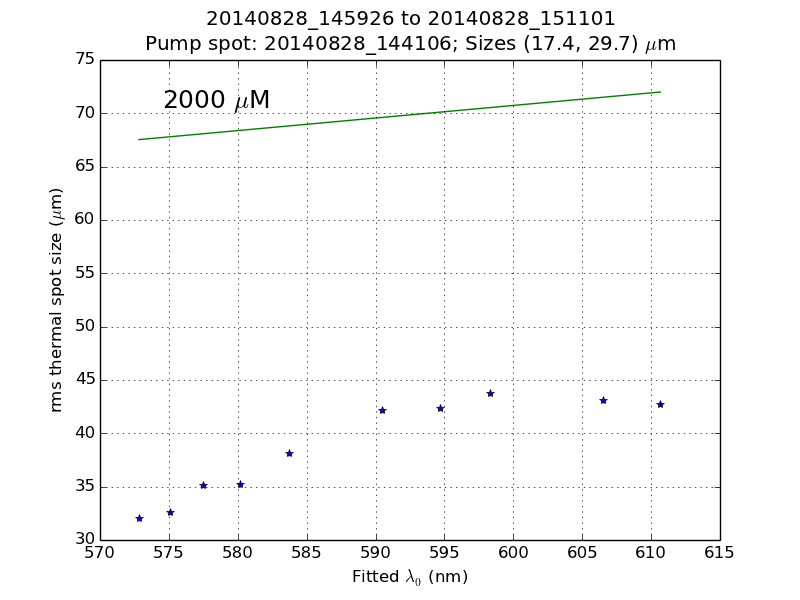 20140828_145926 to 20140828_151101
Pump spot: 20140828_144106; Sizes (17.4, 29.7) μm
75
70
65
60
55
50
45
40
35
30
2000 μM
rms thermal spot size (μm)
570 575 580 585 590 595 600 605 610 615
Fitted λ₀ (nm)